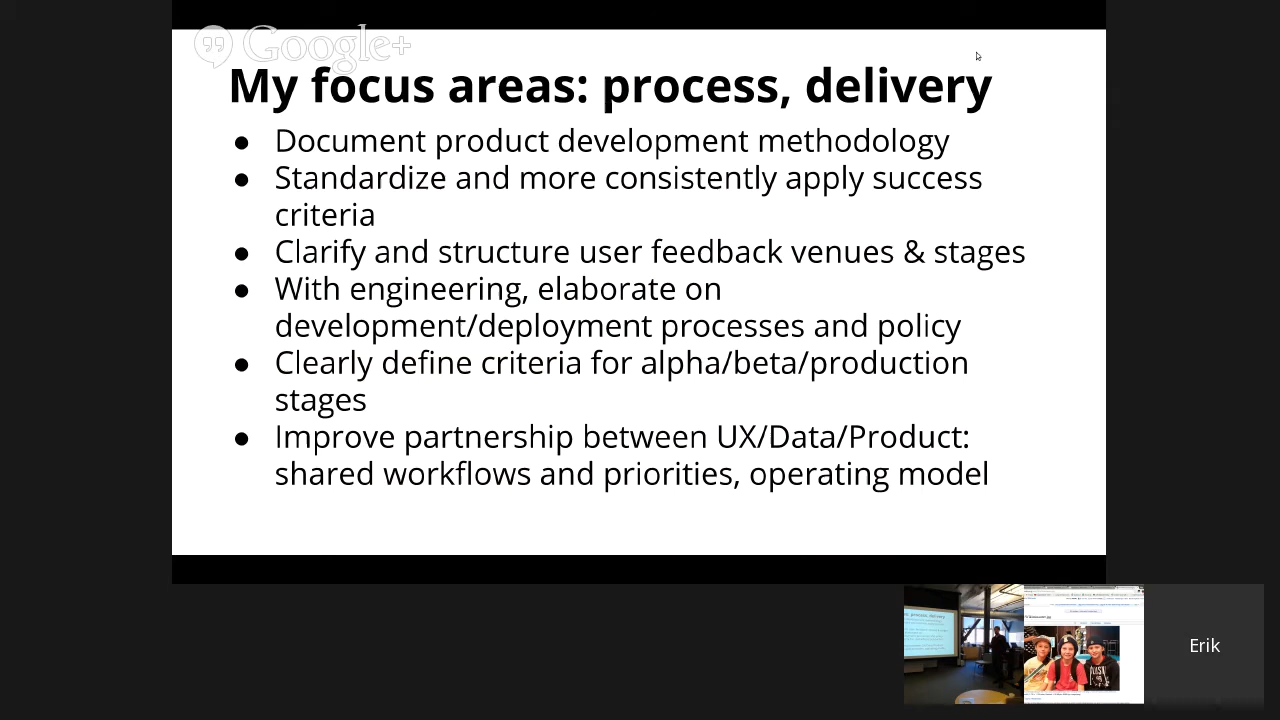 Google+
My focus areas: process, delivery
● Document product development methodology
● Standardize and more consistently apply success
criteria
● Clarify and structure user feedback venues & stages
● With engineering, elaborate on
development/deployment processes and policy
● Clearly define criteria for alpha/beta/production
stages
● Improve partnership between UX/Data/Product:
shared workflows and priorities, operating model
Erik